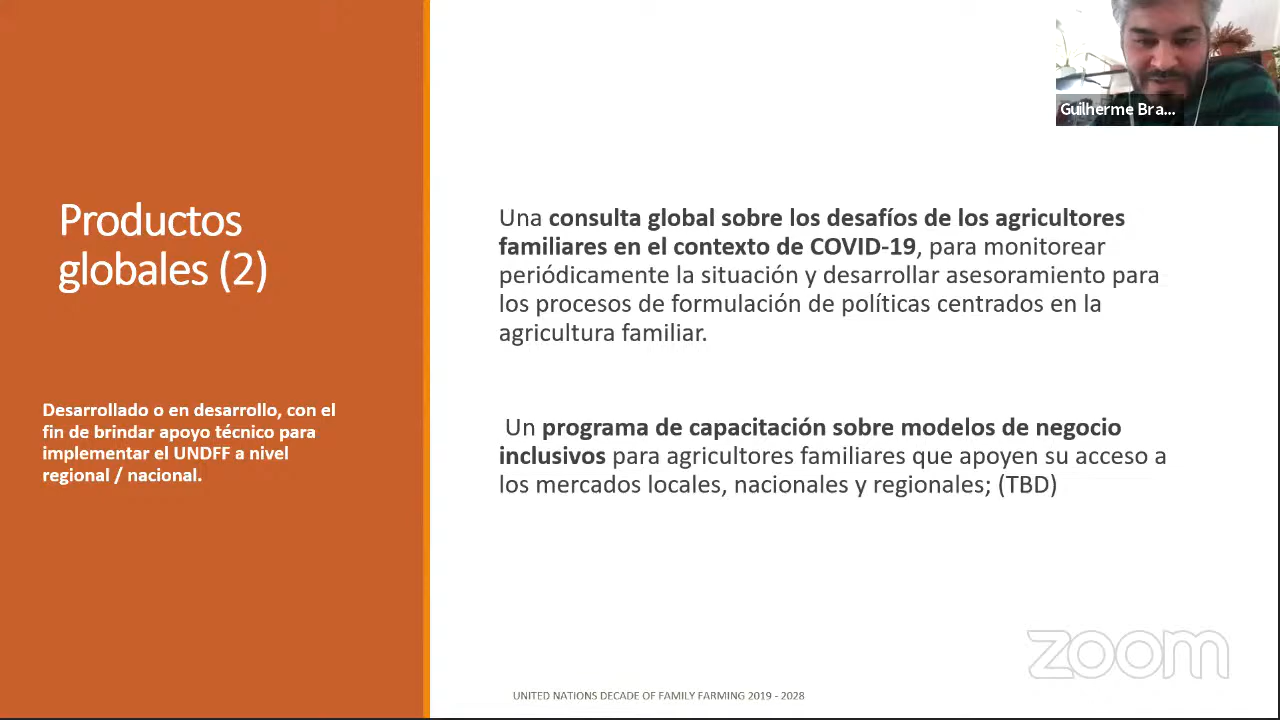 Guilherme Bra...
Productos
globales (2)
Desarrollado o en desarrollo, con el
fin de brindar apoyo técnico para
implementar el UNDFF a nivel
regional / nacional.
Una consulta global sobre los desafíos de los agricultores
familiares en el contexto de COVID-19, para monitorear
periódicamente la situación y desarrollar asesoramiento para
los procesos de formulación de políticas centrados en la
agricultura familiar.
Un programa de capacitación sobre modelos de negocio
inclusivos para agricultores familiares que apoyen su acceso a
los mercados locales, nacionales y regionales; (TBD)
zoom
UNITED NATIONS DECADE OF FAMILY FARMING 2019 - 2028